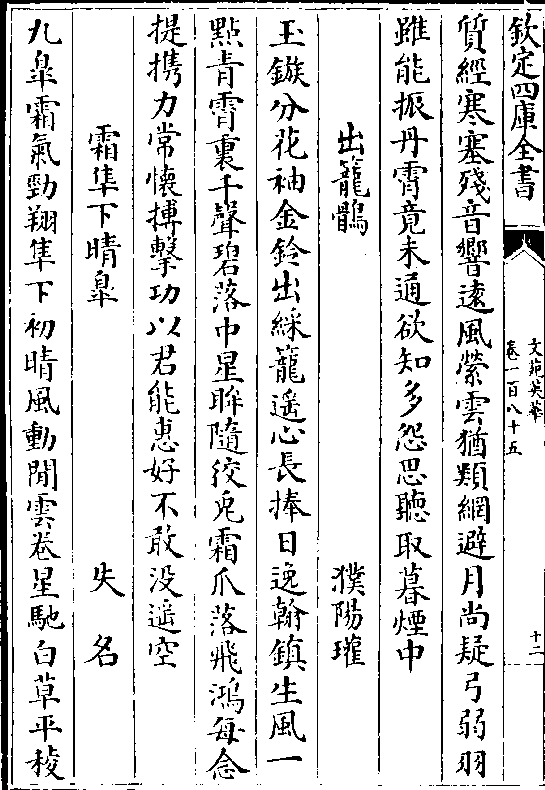 欽定四庫全書
文苑英華
卷一百八十五
十二
質經寒塞殘音響遠風縈雲猶類網避月尚疑弓弱羽
雖能振丹霄竟未通欲知多怨思聽取暮煙中
出籠鶻
濮陽瓘
玉鏃分花袖金鈴出綵籠遥心長捧日逸翰鎮生風一
點青霄裏千聲碧落中星眸隨狡兎霜爪落飛鴻每念
提攜力常懷搏擊功以君能惠好不敢没遥空
霜隼下晴皐
失名
九皐霜氣勁翔隼下初晴風動閒雲卷星馳白草平稜